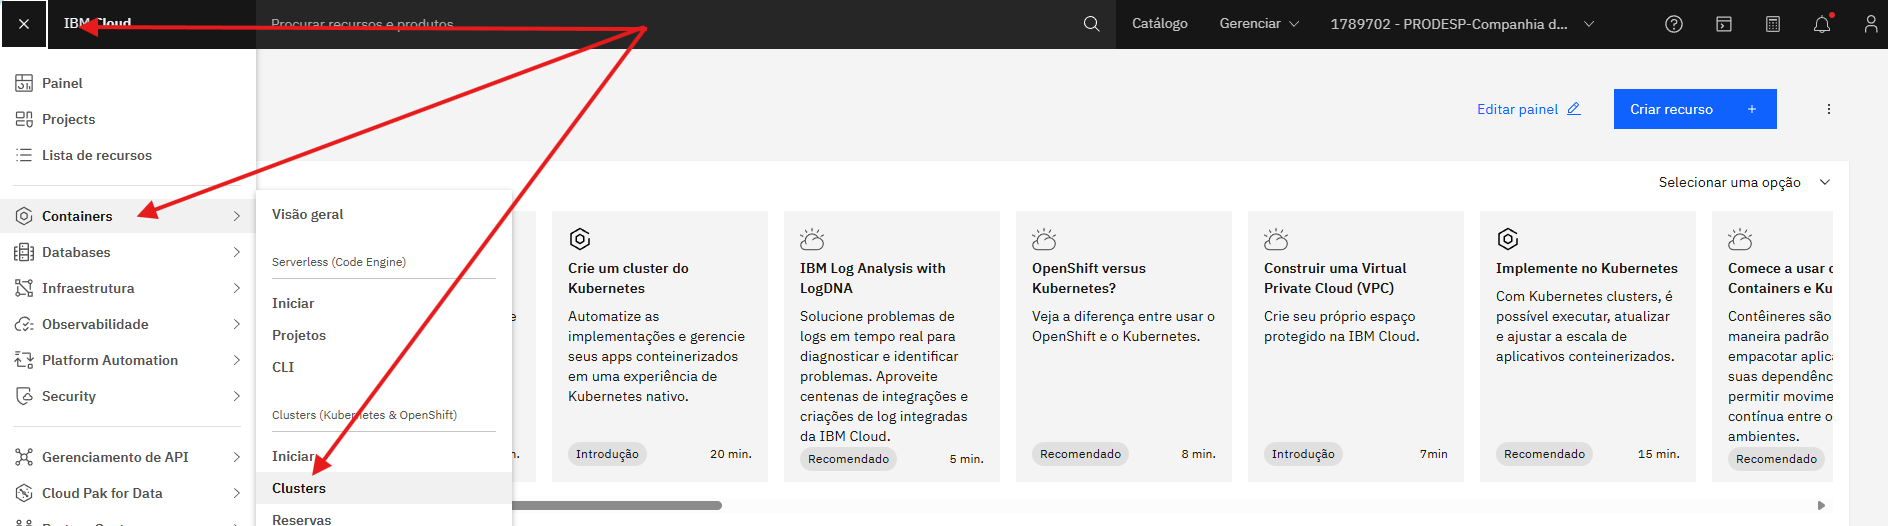 IBM Cloud
Procurar recursos e produtos
Catálogo
Gerenciar
1789702 - PRODESP-Companhia d...
Painel
Projects
Lista de recursos
Containers
Databases
Infraestrutura
Observabilidade
Platform Automation
Security
Gerenciamento de API
Cloud Pak for Data
Visão geral
Serverless (Code Engine)
Iniciar
Projetos
CLI
Clusters (Kubernetes & OpenShift)
Iniciar
Clusters
Reservas
Editar painel
Criar recurso +
Selecionar uma opção
e
n.
Crie um cluster do
Kubernetes
Automatize as
implementações e gerencie
seus apps conteinerizados
em uma experiência de
Kubernetes nativo.
Introdução
20 min.
IBM Log Analysis with
LogDNA
Solucione problemas de
logs em tempo real para
diagnosticar e identificar
problemas. Aproveite
centenas de integrações e
criações de log integradas
da IBM Cloud.
Recomendado
5 min.
OpenShift versus
Kubernetes?
Veja a diferença entre usar o
OpenShift e o Kubernetes.
Recomendado
8 min.
Construir uma Virtual
Private Cloud (VPC)
Crie seu próprio espaço
protegido na IBM Cloud.
Introdução
7min
Implemente no Kubernetes
Com Kubernetes clusters, é
possível executar, atualizar
e ajustar a escala de
aplicativos conteinerizados.
Recomendado
15 min.
Comece a usar o
Containers e Ku
Contêineres são
maneira padrão
empacotar aplic
suas dependênc
permitir movime
contínua entre o
ambientes.
Recomendado